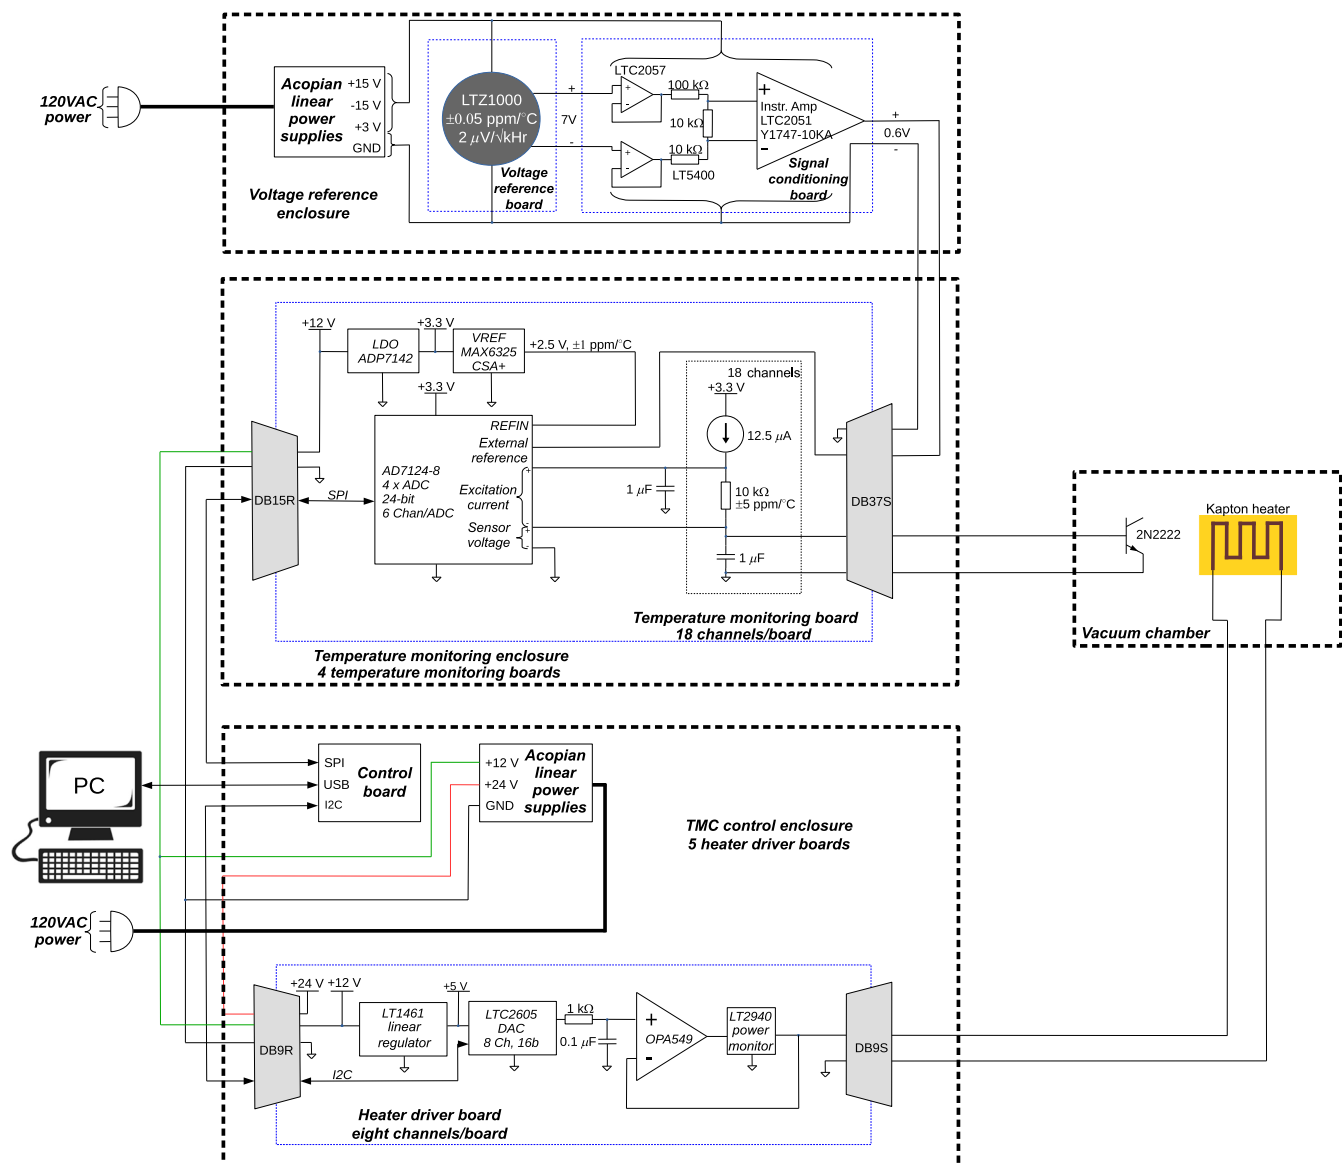 120VAC
power
Acopian
linear
power
supplies
+15 V
-15 V
+3 V
GND
Voltage reference
enclosure
LTZ1000
±0.05 ppm/°C
2 μV/√kHr
Voltage
reference
board
+
7V
-
LTC2057
+
-
+
-
100 kΩ
10 kΩ
10 kΩ
LT5400
+
Instr. Amp
LTC2051
Y1747-10KA
-
Signal
conditioning
board
+
0.6V
-
+12 V
LDO
ADP7142
+3.3 V
VREF
MAX6325
CSA+
+2.5 V, ±1 ppm/°C
+3.3 V
REFIN
External
reference
AD7124-8
4 x ADC
24-bit
6 Chan/ADC
+
Excitation
current
-
Sensor
voltage
+
-
DB15R
SPI
18 channels
+3.3 V
12.5 μA
1 μF
10 kΩ
±5 ppm/°C
1 μF
DB37S
Temperature monitoring board
18 channels/board
Temperature monitoring enclosure
4 temperature monitoring boards
2N2222
Kapton heater
Vacuum chamber
PC
SPI
USB
I2C
Control
board
+12 V
+24 V
GND
Acopian
linear
power
supplies
TMC control enclosure
5 heater driver boards
120VAC
power
DB9R
+24 V
+12 V
LT1461
linear
regulator
+5 V
LTC2605
DAC
8 Ch, 16b
I2C
1 kΩ
0.1 μF
+
OPA549
-
LT2940
power
monitor
DB9S
Heater driver board
eight channels/board